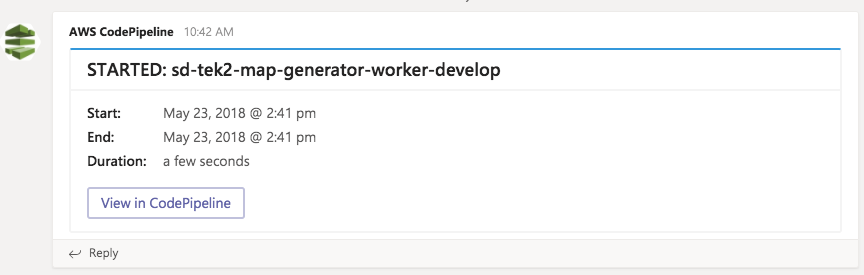 AWS CodePipeline 10:42 AM
STARTED: sd-tek2-map-generator-worker-develop
Start: May 23, 2018 @ 2:41 pm
End: May 23, 2018 @ 2:41 pm
Duration: a few seconds
View in CodePipeline
Reply